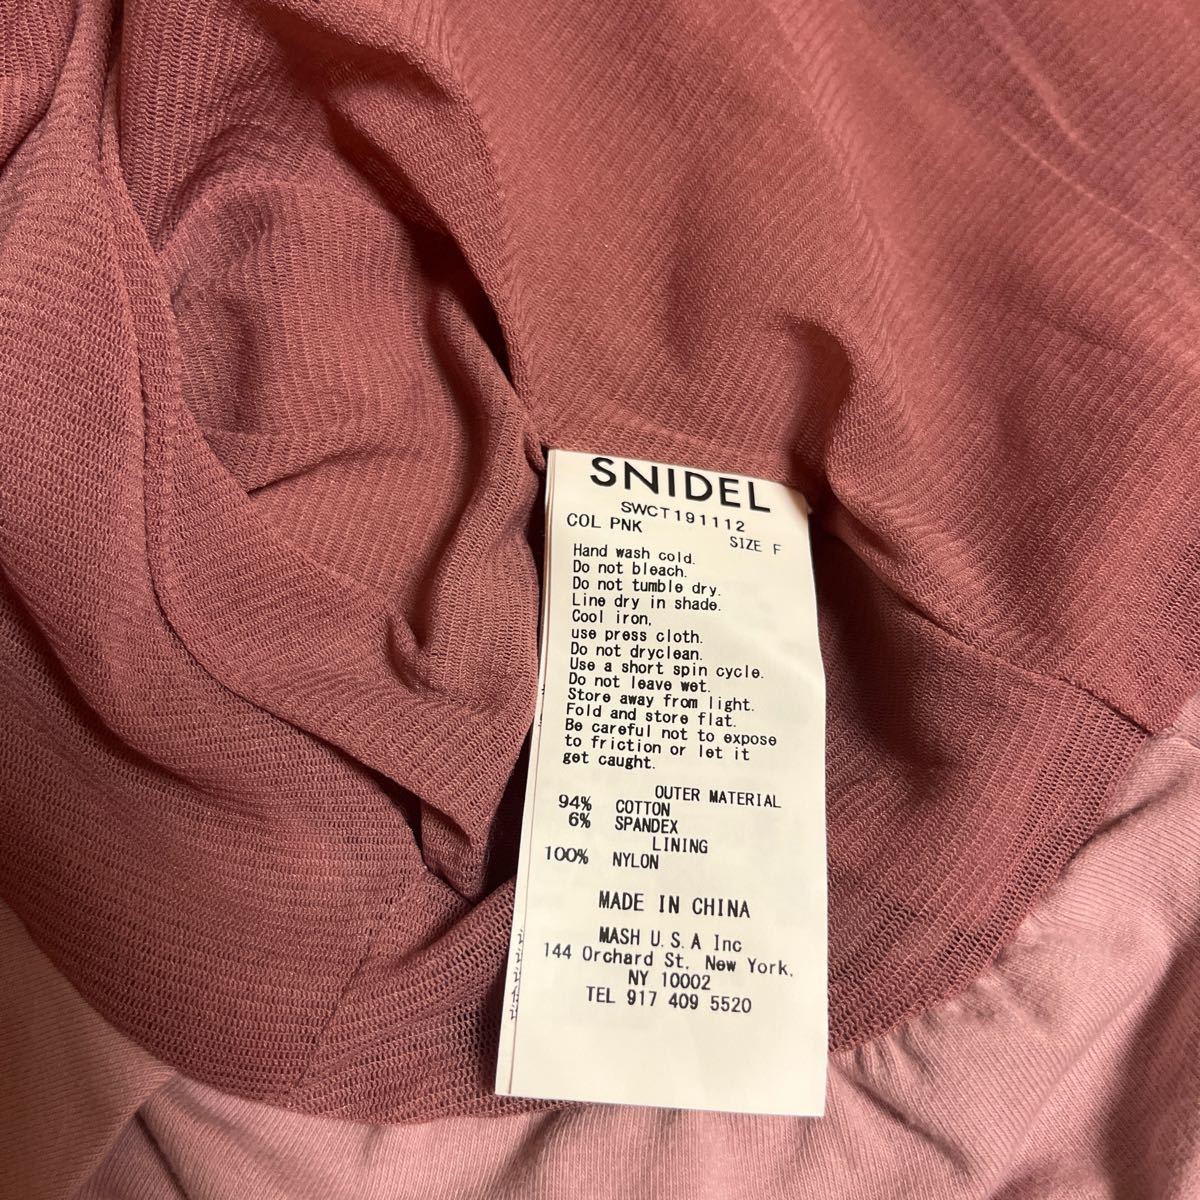 SNIDEL
SWCT191112
COL PNK
SIZE F
Hand wash cold.
Do not bleach.
Do not tumble dry.
Line dry in shade.
Cool iron,
use press cloth.
Do not dryclean.
Use a short spin cycle.
Do not leave wet.
Store away from light.
Fold and store flat.
Be careful not to expose
to friction or let it
get caught.
OUTER MATERIAL
94% COTTON
6% SPANDEX
LINING
100% NYLON
MADE IN CHINA
MASH U.S.A Inc
144 Orchard St, New York,
NY 10002
TEL 917 409 5520